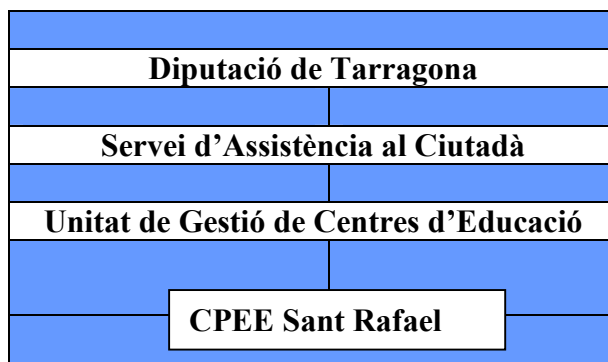 Diputació de Tarragona
Servei d’Assistència al Ciutadà
Unitat de Gestió de Centres d’Educació
CPEE Sant Rafael